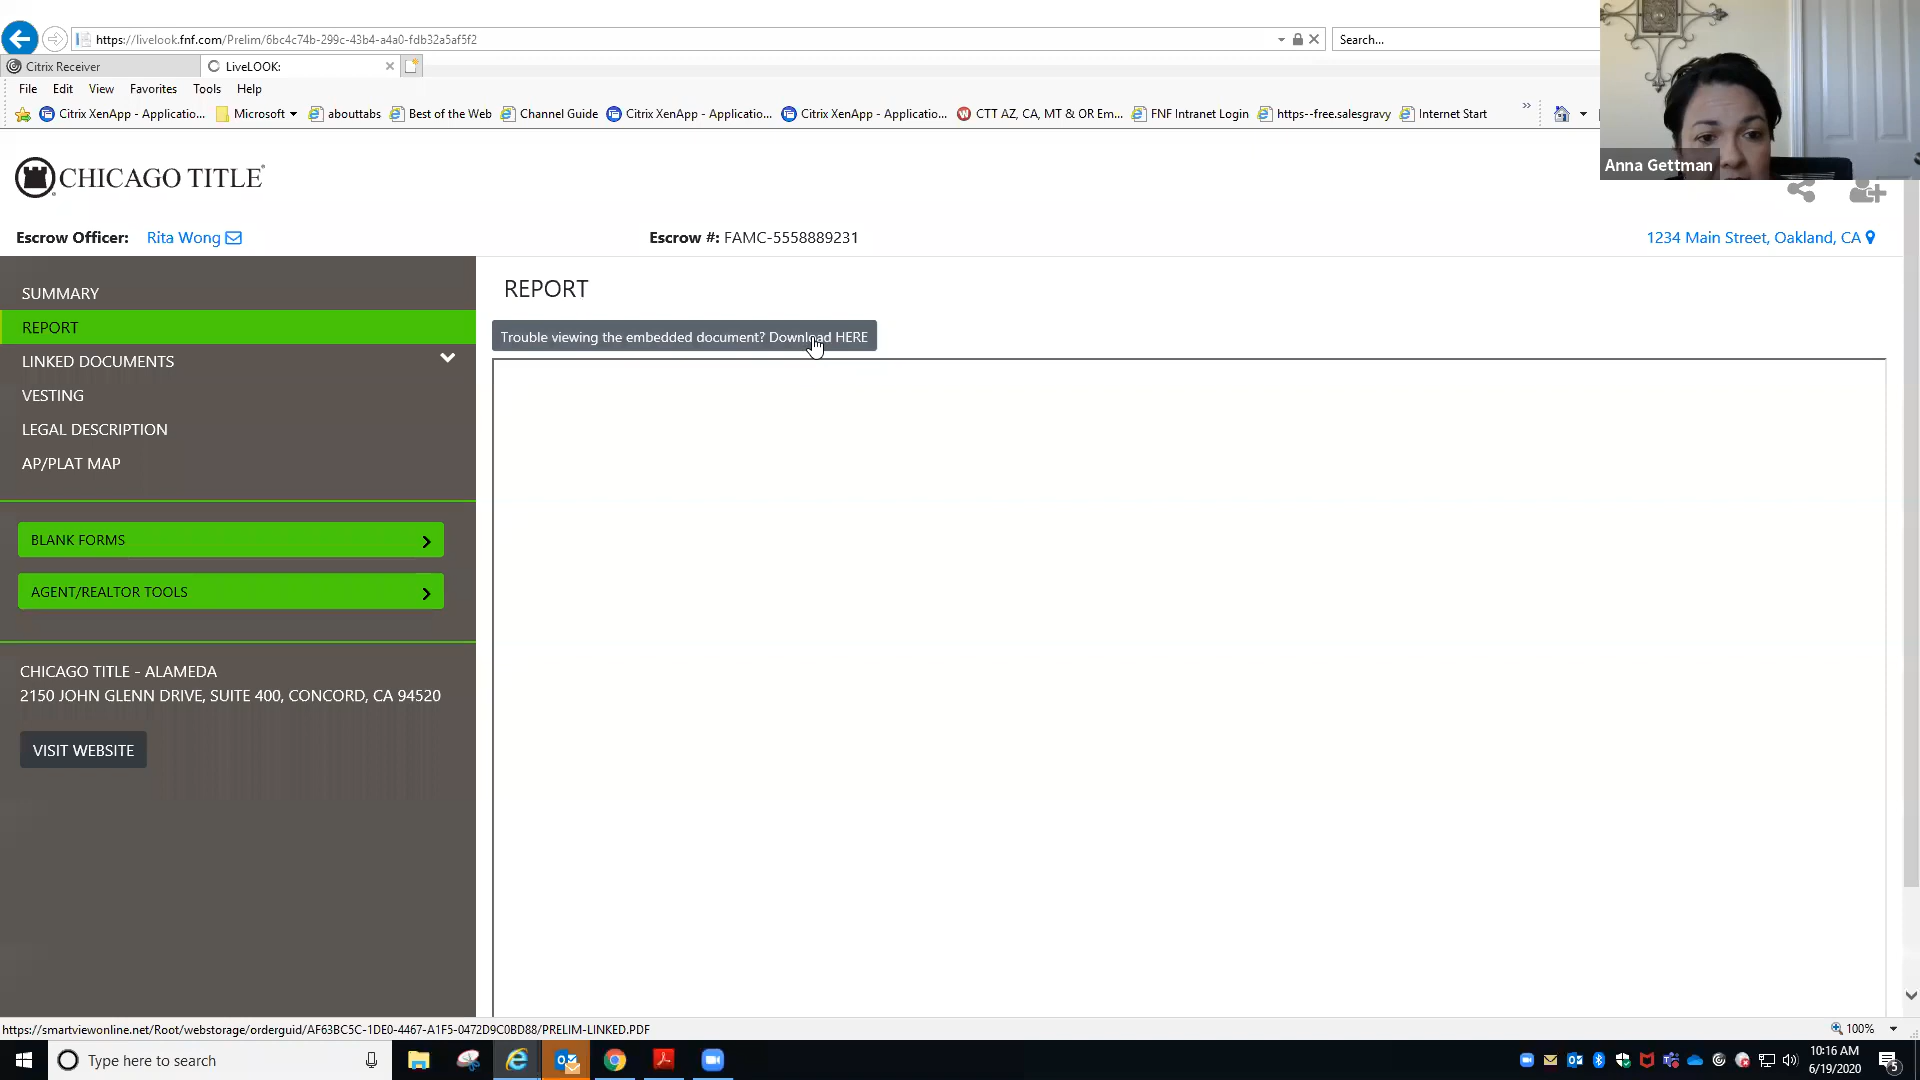 https://livelook.fnf.com/Prelim/6bc4c74b-299c-43b4-a4a0-fdb32a5af5f2
Search...
Citrix Receiver
LiveLOOK:
File Edit View Favorites Tools Help
Citrix XenApp - Applicatio...
Microsoft
abouttabs
Best of the Web
Channel Guide
Citrix XenApp - Applicatio...
Citrix XenApp - Applicatio...
CTT AZ, CA, MT & OR Em...
FNF Intranet Login
https--free.salesgravy
Internet Start
Anna Gettman
CHICAGO TITLE
Escrow Officer: Rita Wong
Escrow #: FAMC-5558889231
1234 Main Street, Oakland, CA
SUMMARY
REPORT
LINKED DOCUMENTS
VESTING
LEGAL DESCRIPTION
AP/PLAT MAP
BLANK FORMS
AGENT/REALTOR TOOLS
CHICAGO TITLE - ALAMEDA
2150 JOHN GLENN DRIVE, SUITE 400, CONCORD, CA 94520
VISIT WEBSITE
REPORT
Trouble viewing the embedded document? Download HERE
https://smartviewonline.net/Root/webstorage/orderguid/AF63BC5C-1DE0-4467-A1F5-0472D9C0BD88/PRELIM-LINKED.PDF
100%
Type here to search
10:16 AM
6/19/2020
5